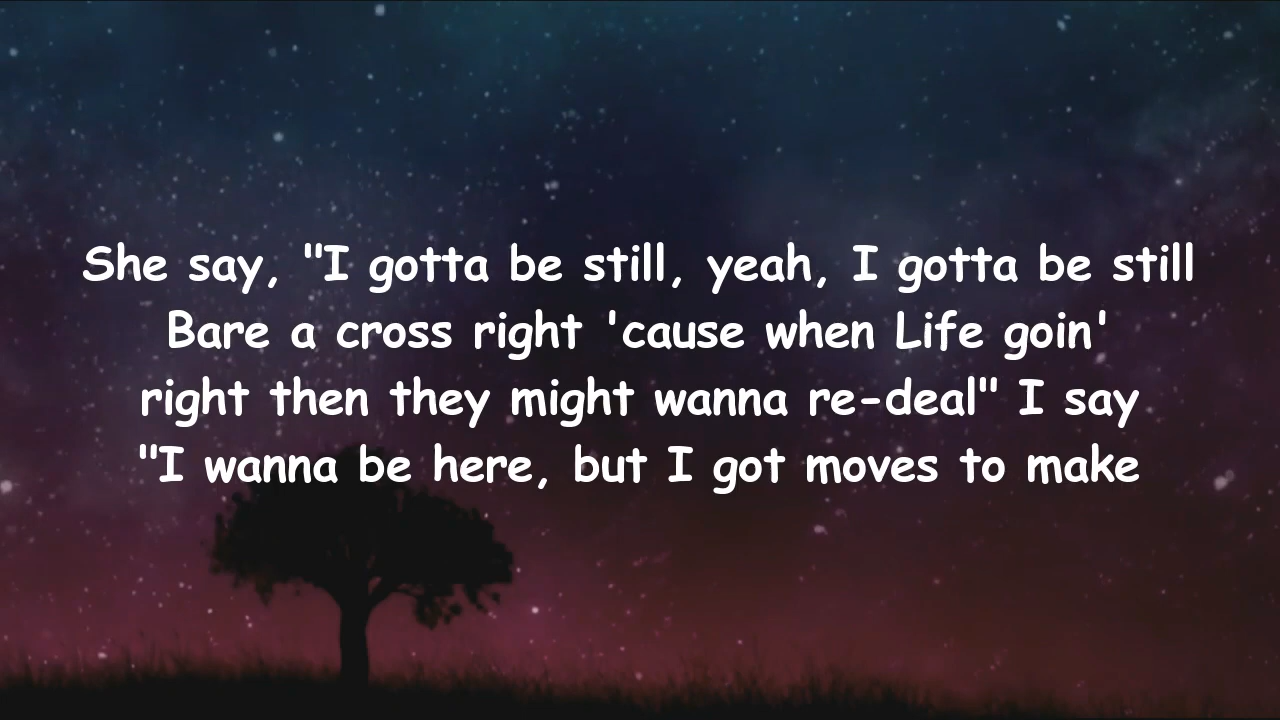 She say, "I gotta be still, yeah, I gotta be still
Bare a cross right 'cause when Life goin'
right then they might wanna re-deal" I say
"I wanna be here, but I got moves to make